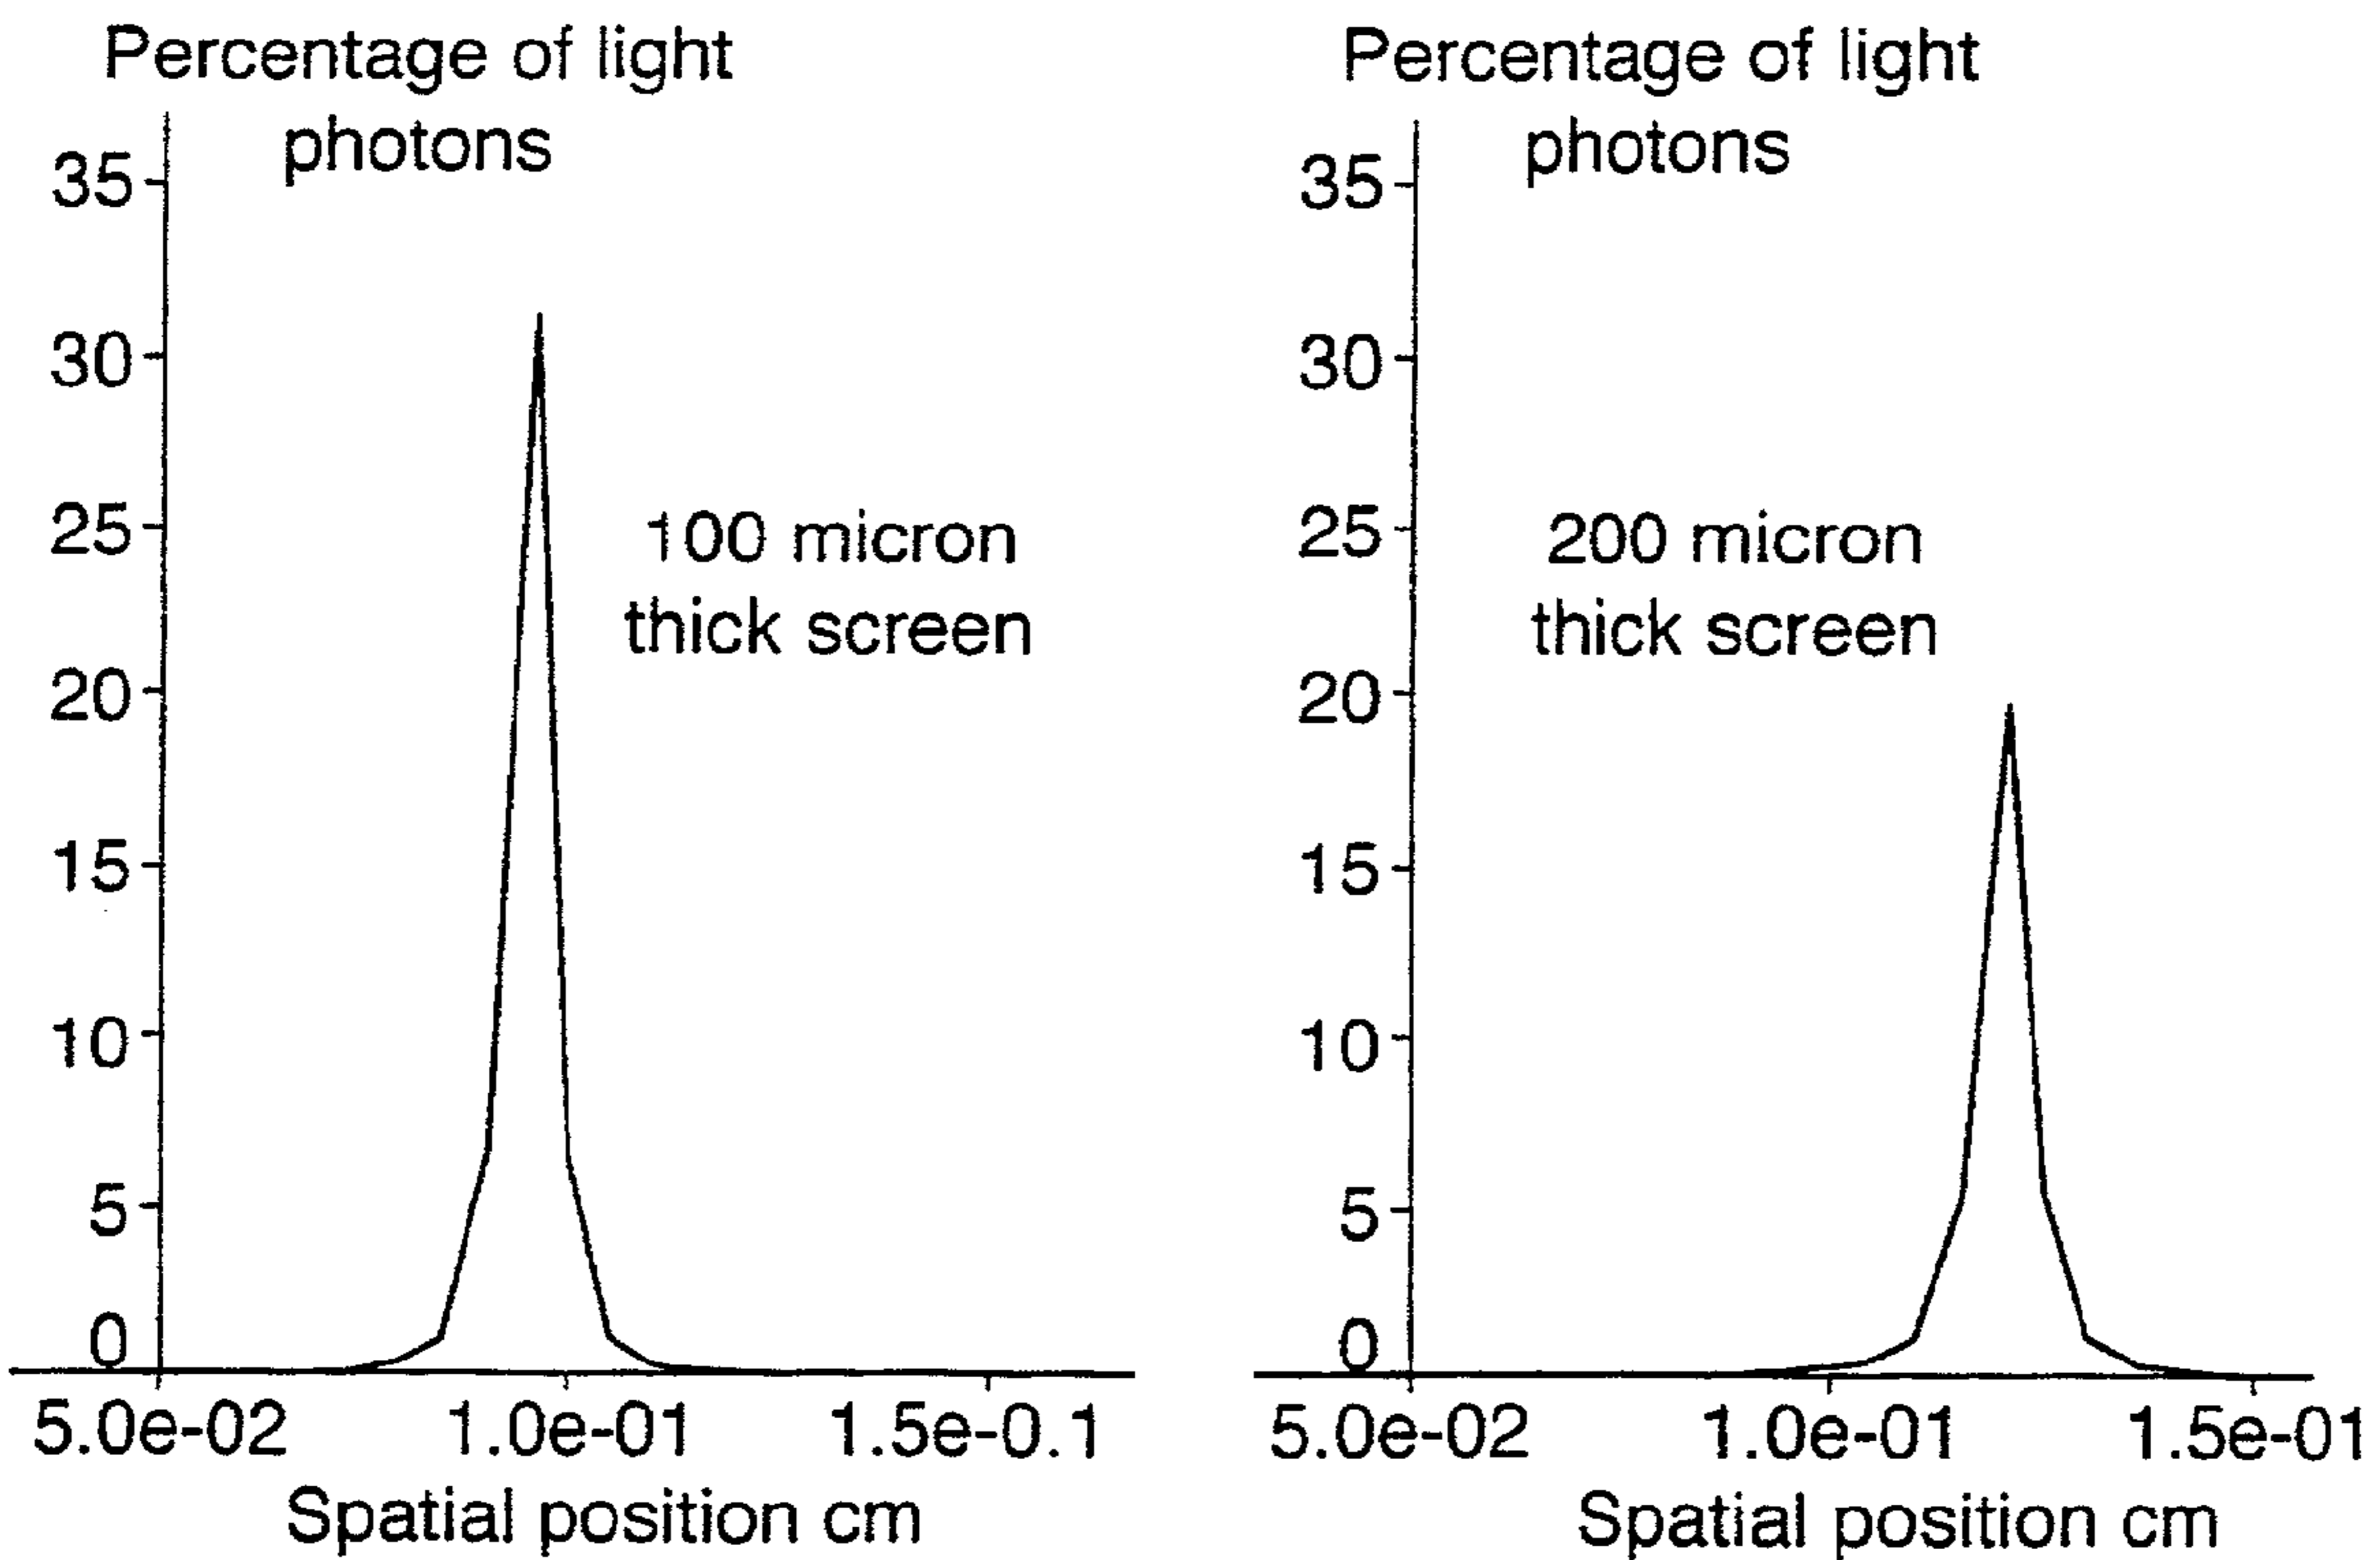 Percentage of light
photons
35
30
25
20
15
10
5
0
100 micron
thick screen
5.0e-02
1.0e-01
1.5e-0.1
Spatial position cm
Percentage of light
photons
35
30
25
20
15
10
5
0
200 micron
thick screen
5.0e-02
1.0e-01
1.5e-01
Spatial position cm